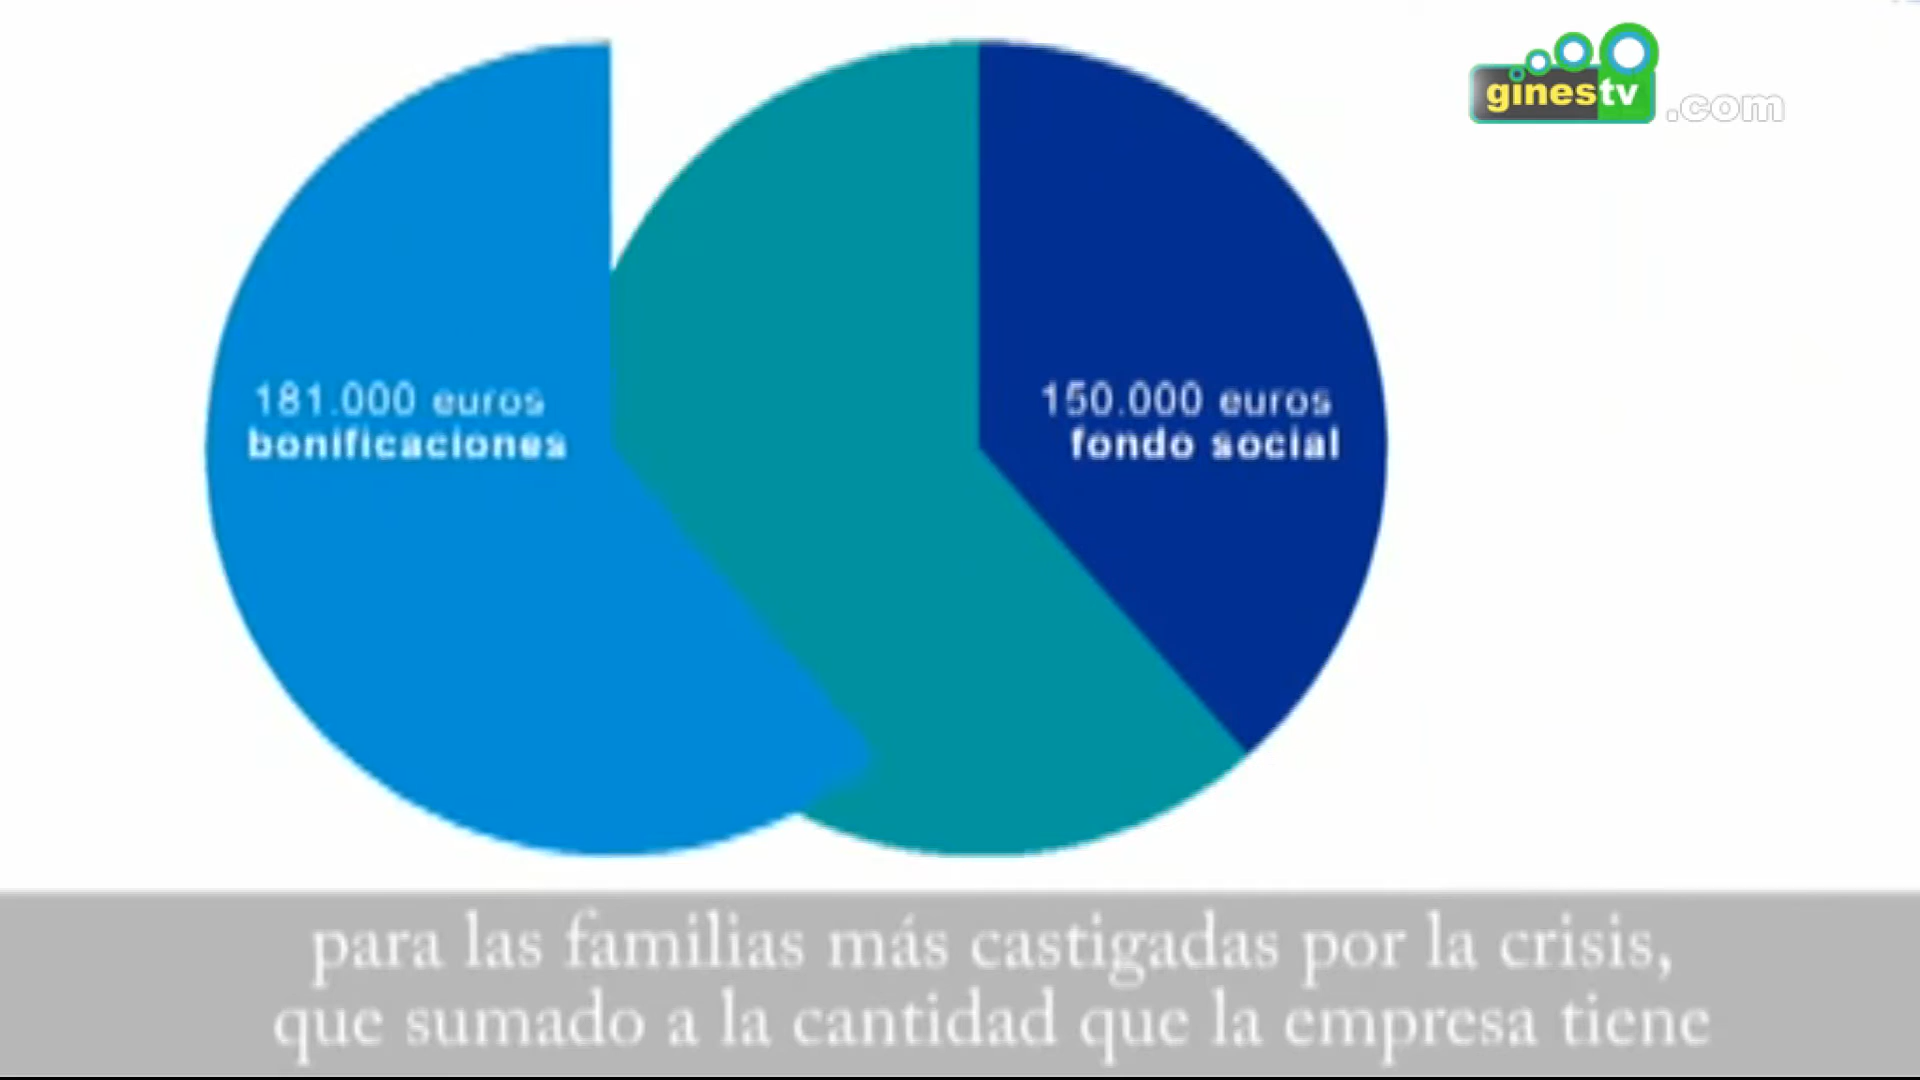 ginestv.com
181.000 euros
bonificaciones
150.000 euros
fondo social
para las familias más castigadas por la crisis,
que sumado a la cantidad que la empresa tiene